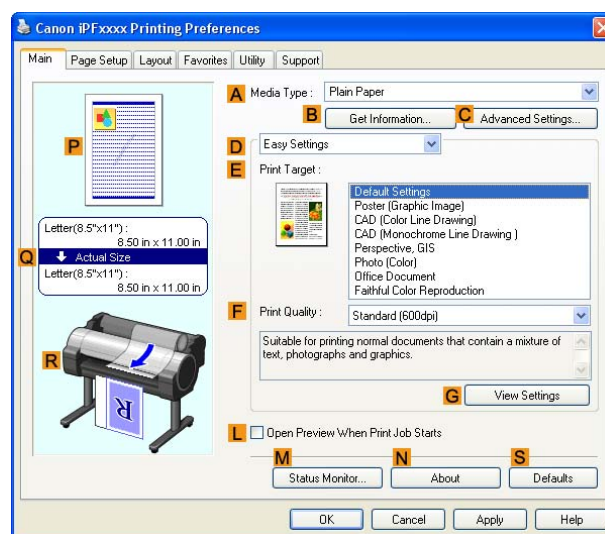 Canon iPFxxxx Printing Preferences
Main Page Setup Layout Favorites Utility Support
A Media Type : Plain Paper
B Get Information... C Advanced Settings...
D Easy Settings
E Print Target :
Default Settings
Poster (Graphic Image)
CAD (Color Line Drawing)
CAD (Monochrome Line Drawing )
Perspective, GIS
Photo (Color)
Office Document
Faithful Color Reproduction
F Print Quality : Standard (600dpi)
Suitable for printing normal documents that contain a mixture of
text, photographs and graphics.
G View Settings
L Open Preview When Print Job Starts
M Status Monitor... N About S Defaults
P
Q
Letter(8.5"x11") :
8.50 in x 11.00 in
Actual Size
Letter(8.5"x11") :
8.50 in x 11.00 in
R
R
OK Cancel Apply Help